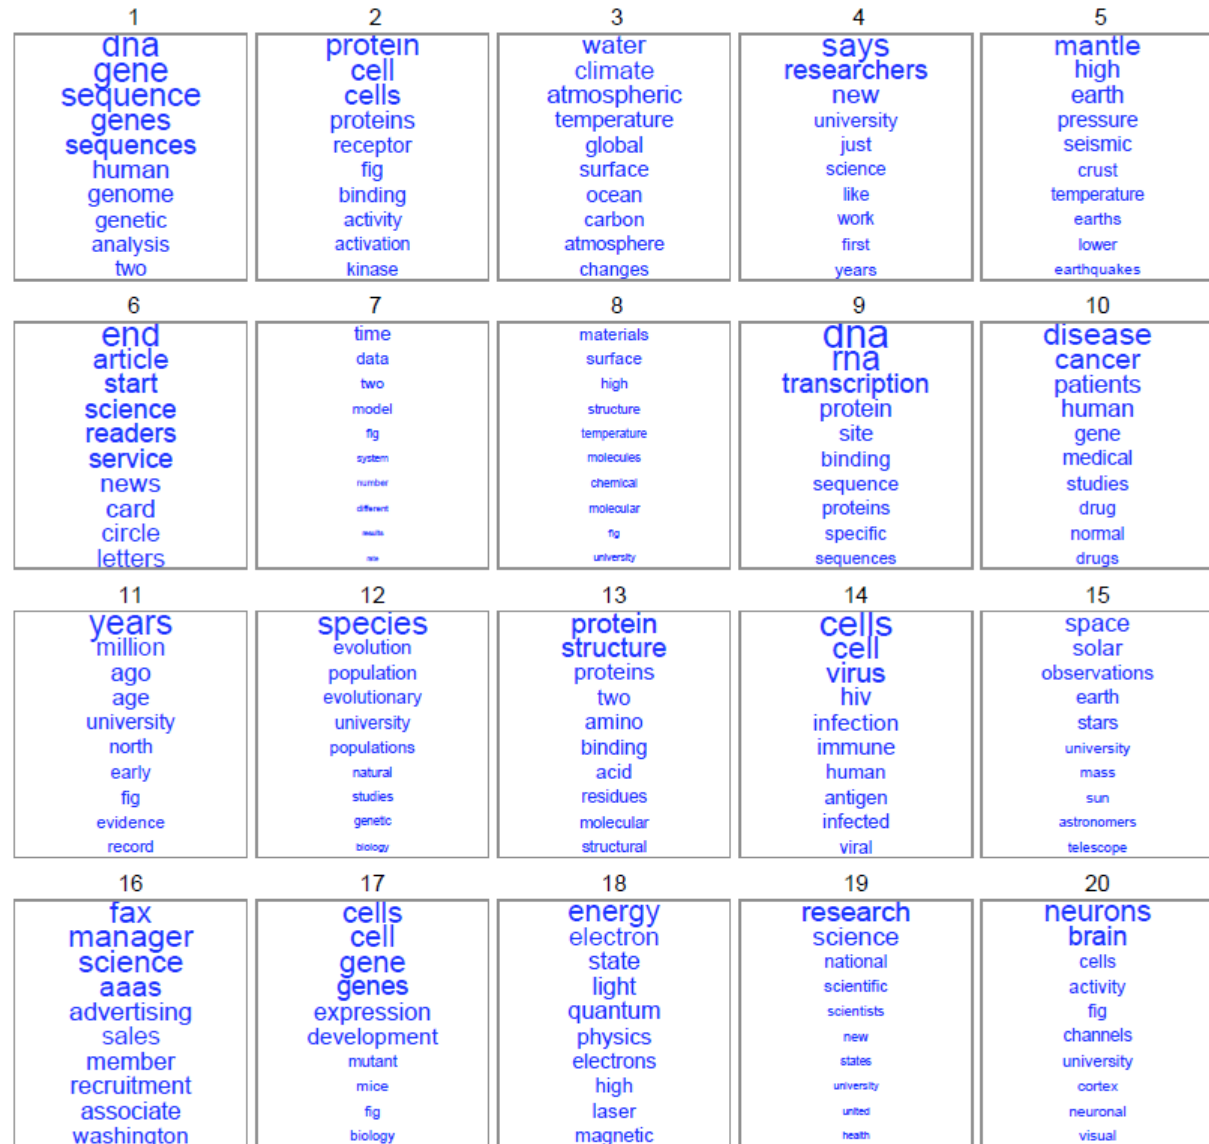 1 2 3 4 5
dna protein water says mantle
gene cell climate researchers high
sequence cells atmospheric new earth
genes proteins temperature university pressure
sequences receptor global just seismic
human fig surface science crust
genome binding ocean like temperature
genetic activity carbon work earths
analysis activation atmosphere first lower
two kinase changes years earthquakes
6 7 8 9 10
end time materials dna disease
article data surface rna cancer
start two high transcription patients
science model structure protein human
readers fig temperature site gene
service system molecules binding medical
news number chemical sequence studies
card different molecular proteins drug
circle results fig specific normal
letters university sequences drugs
11 12 13 14 15
years species protein cells space
million evolution structure cell solar
ago population proteins virus observations
age evolutionary two hiv earth
university university amino infection stars
north populations binding immune university
early natural acid human mass
fig studies residues antigen sun
evidence genetic molecular infected astronomers
record biology structural viral telescope
16 17 18 19 20
fax cells energy research neurons
manager cell electron science brain
science gene state national cells
aaas genes light scientific activity
advertising expression quantum scientists fig
sales development physics new channels
member mutant electrons states university
recruitment mice high university cortex
associate fig laser united neuronal
washington biology magnetic health visual